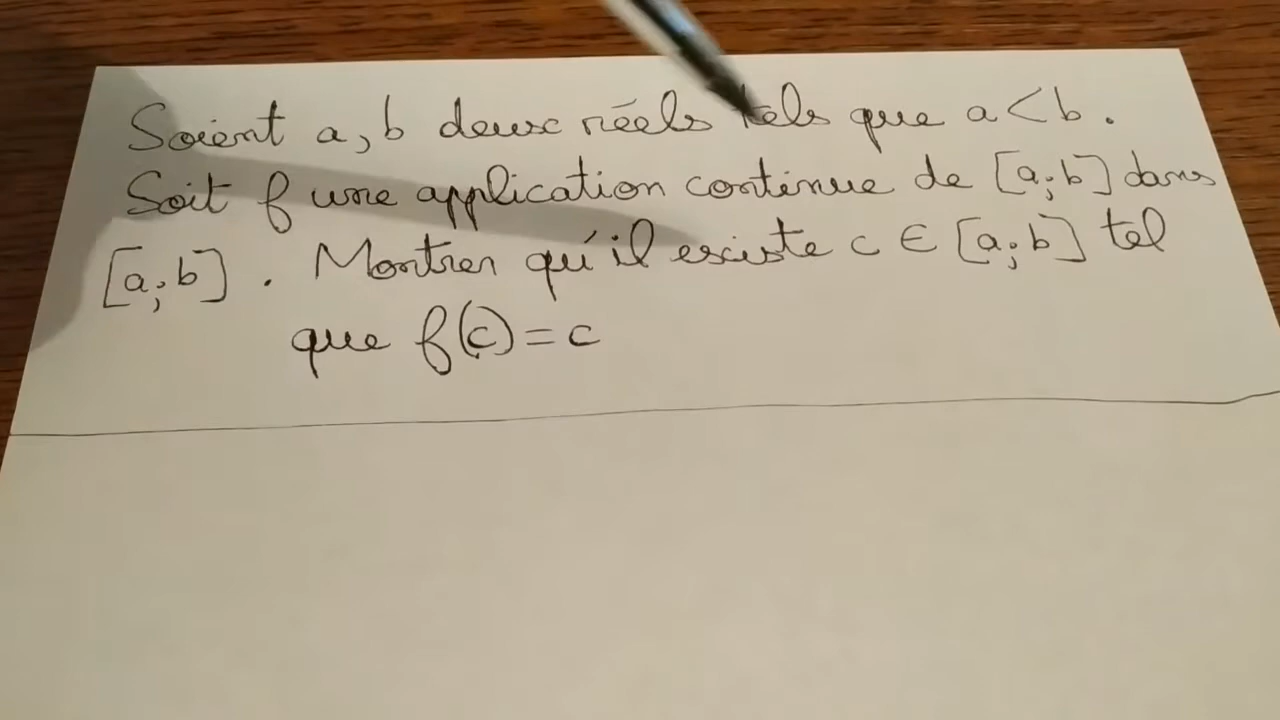 Soient a, b deux réels tels que a < b .
Soit f une application continue de [a;b] dans
[a;b] . Montrer qu'il existe c ∈ [a;b] tel
que f(c) = c